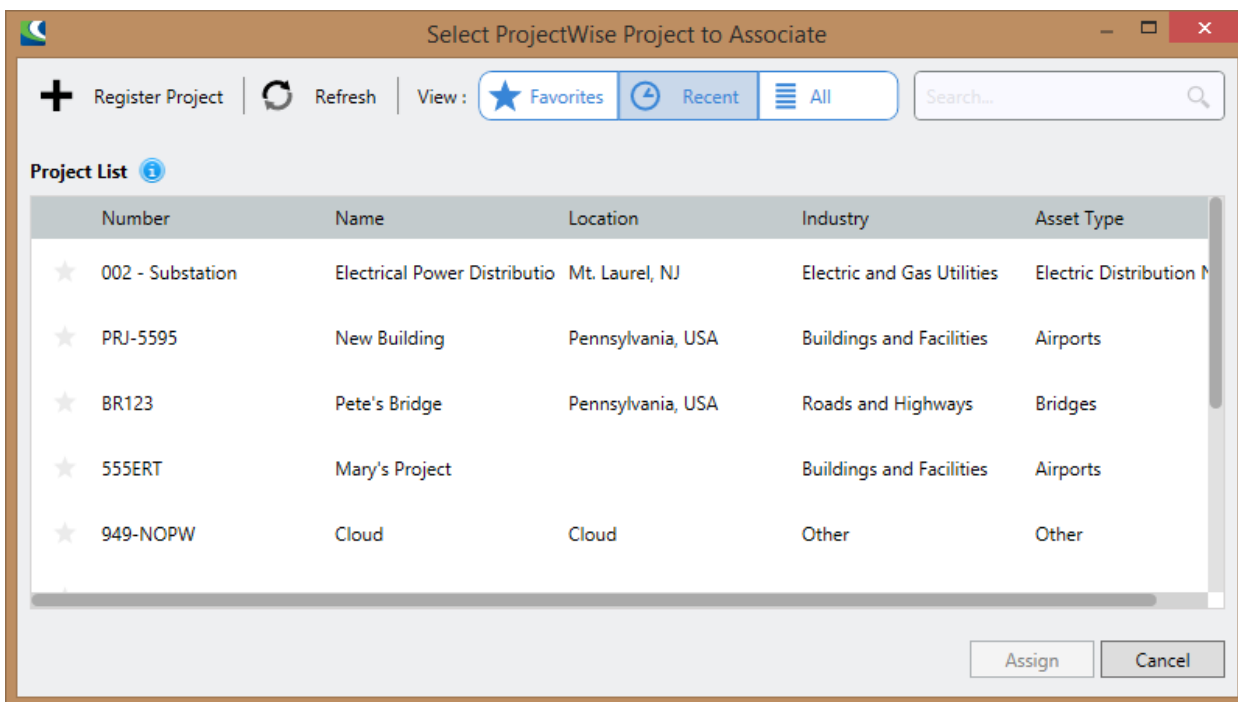 Select ProjectWise Project to Associate
Register Project Refresh View : Favorites Recent All Search...
Project List
Number Name Location Industry Asset Type
002 - Substation Electrical Power Distributio Mt. Laurel, NJ Electric and Gas Utilities Electric Distribution N
PRJ-5595 New Building Pennsylvania, USA Buildings and Facilities Airports
BR123 Pete's Bridge Pennsylvania, USA Roads and Highways Bridges
555ERT Mary's Project Buildings and Facilities Airports
949-NOPW Cloud Cloud Other Other
Assign Cancel